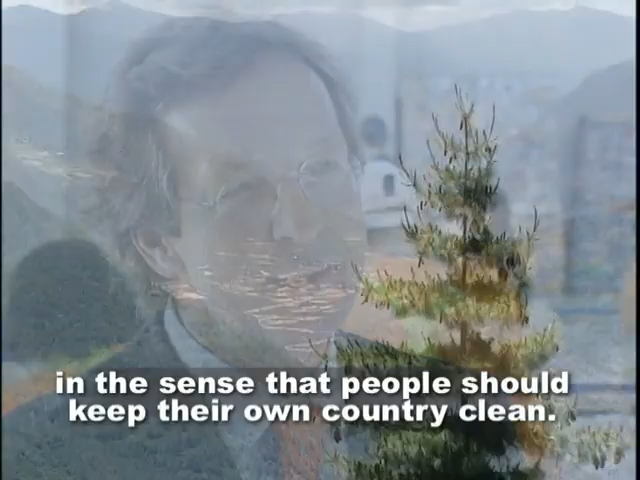 in the sense that people should
keep their own country clean.